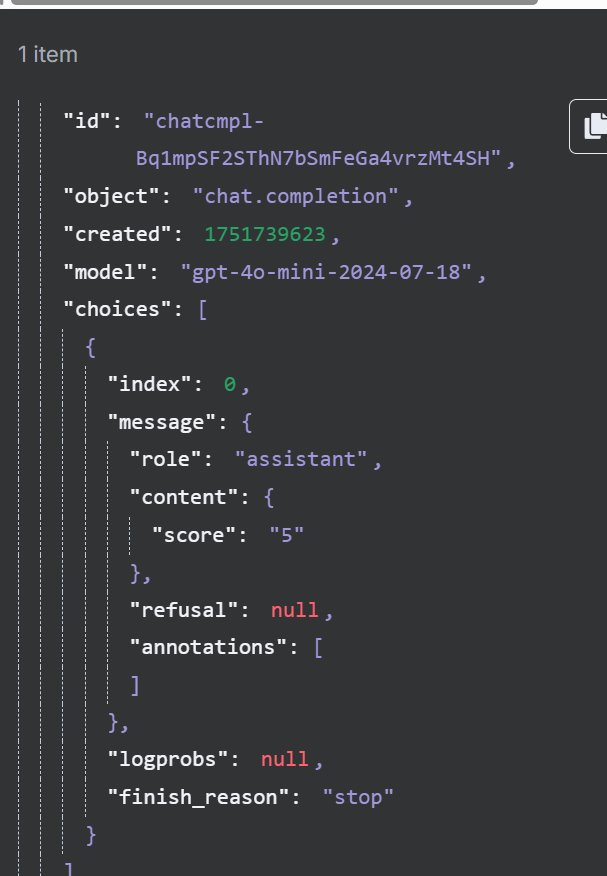 1 item
"id": "chatcmpl-
Bq1mpSF2SThN7bSmFeGa4vrzMt4SH",
"object": "chat.completion",
"created": 1751739623,
"model": "gpt-4o-mini-2024-07-18",
"choices": [
{
"index": 0,
"message": {
"role": "assistant",
"content": {
"score": "5"
},
"refusal": null,
"annotations": [
]
},
"logprobs": null,
"finish_reason": "stop"
}
]